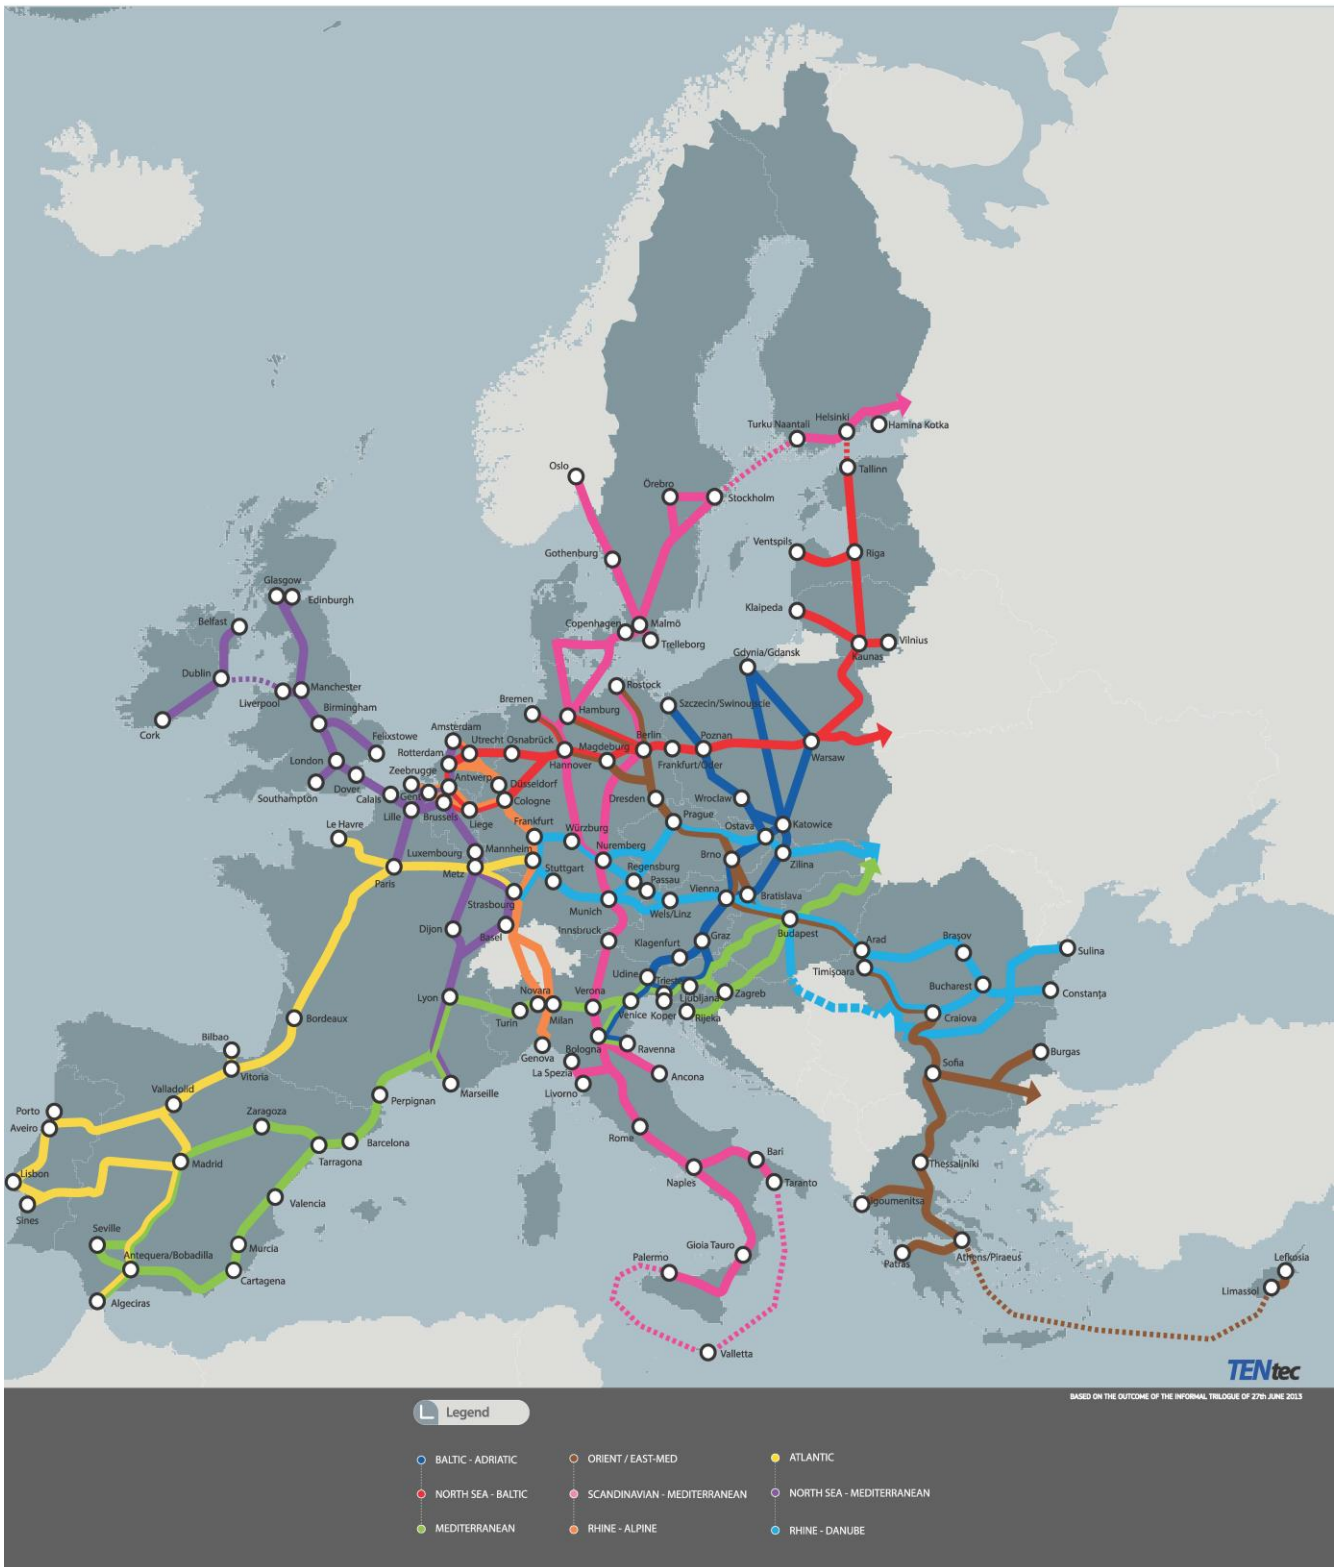 Helsinki
Turku Naantali
Hamina Kotka
Oslo
Tallinn
Örebro
Stockholm
Ventspils
Riga
Gothenburg
Glasgow
Edinburgh
Klaipeda
Belfast
Copenhagen
Malmö
Trelleborg
Vilnius
Kaunas
Gdynia/Gdansk
Dublin
Liverpool
Manchester
Rostock
Szczecin/Swinoujscie
Birmingham
Bremen
Hamburg
Cork
Felixstowe
Amsterdam
Utrecht
Osnabrück
Berlin
Poznan
Rotterdam
Magdeburg
Warsaw
London
Hannover
Frankfurt/Oder
Zeebrugge
Antwerp
Düsseldorf
Southampton
Dover
Calais
Gent
Cologne
Dresden
Wroclaw
Lille
Brussels
Liege
Prague
Le Havre
Frankfurt
Würzburg
Ostava
Katowice
Luxembourg
Mannheim
Nuremberg
Brno
Zilina
Paris
Metz
Stuttgart
Regensburg
Passau
Strasbourg
Munich
Wels/Linz
Vienna
Bratislava
Dijon
Basel
Innsbruck
Graz
Budapest
Klagenfurt
Arad
Braşov
Sulina
Udine
Trieste
Timişoara
Bucharest
Constanţa
Lyon
Novara
Verona
Ljubljana
Zagreb
Turin
Milan
Venice
Koper
Rijeka
Craiova
Bordeaux
Bilbao
Genova
Bologna
Ravenna
Burgas
Vitoria
La Spezia
Sofia
Valladolid
Marseille
Livorno
Ancona
Perpignan
Porto
Zaragoza
Aveiro
Rome
Barcelona
Tarragona
Madrid
Bari
Thessaliniki
Lisbon
Naples
Taranto
Sines
Valencia
Igoumenitsa
Seville
Murcia
Gioia Tauro
Antequera/Bobadilla
Palermo
Patras
Athens/Piraeus
Lefkosia
Cartagena
Limassol
Algeciras
Valletta
TENtec
BASED ON THE OUTCOME OF THE INFORMAL TRILOGUE OF 27th JUNE 2013
Legend
BALTIC - ADRIATIC
ORIENT / EAST-MED
ATLANTIC
NORTH SEA - BALTIC
SCANDINAVIAN - MEDITERRANEAN
NORTH SEA - MEDITERRANEAN
MEDITERRANEAN
RHINE - ALPINE
RHINE - DANUBE